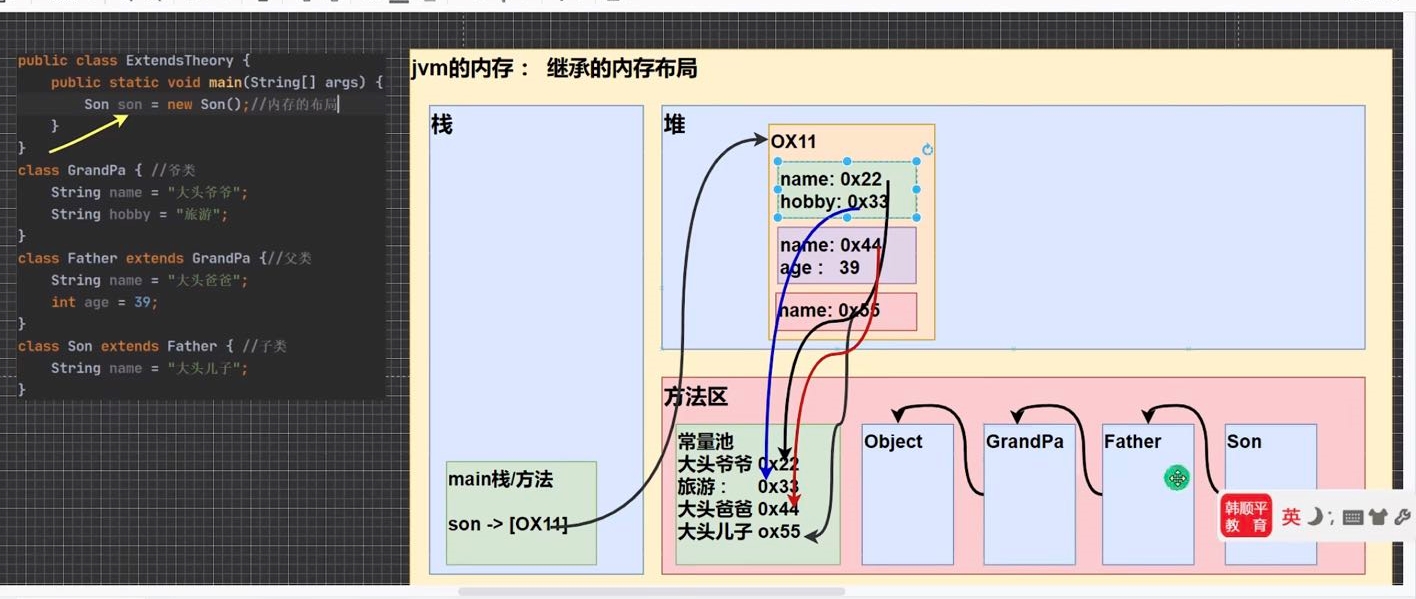 public class ExtendsTheory {
public static void main(String[] args) {
Son son = new Son();//内存的布局
}
}
class GrandPa { //爷类
String name = "大头爷爷";
String hobby = "旅游";
}
class Father extends GrandPa {//父类
String name = "大头爸爸";
int age = 39;
}
class Son extends Father { //子类
String name = "大头儿子";
}
jvm的内存： 继承的内存布局
栈
main栈/方法
son -> [OX11]
堆
OX11
name: 0x22
hobby: 0x33
name: 0x44
age： 39
name: 0x55
方法区
常量池
大头爷爷 0x22
旅游： 0x33
大头爸爸 0x44
大头儿子 ox55
Object
GrandPa
Father
Son
韩顺平
教 育
英